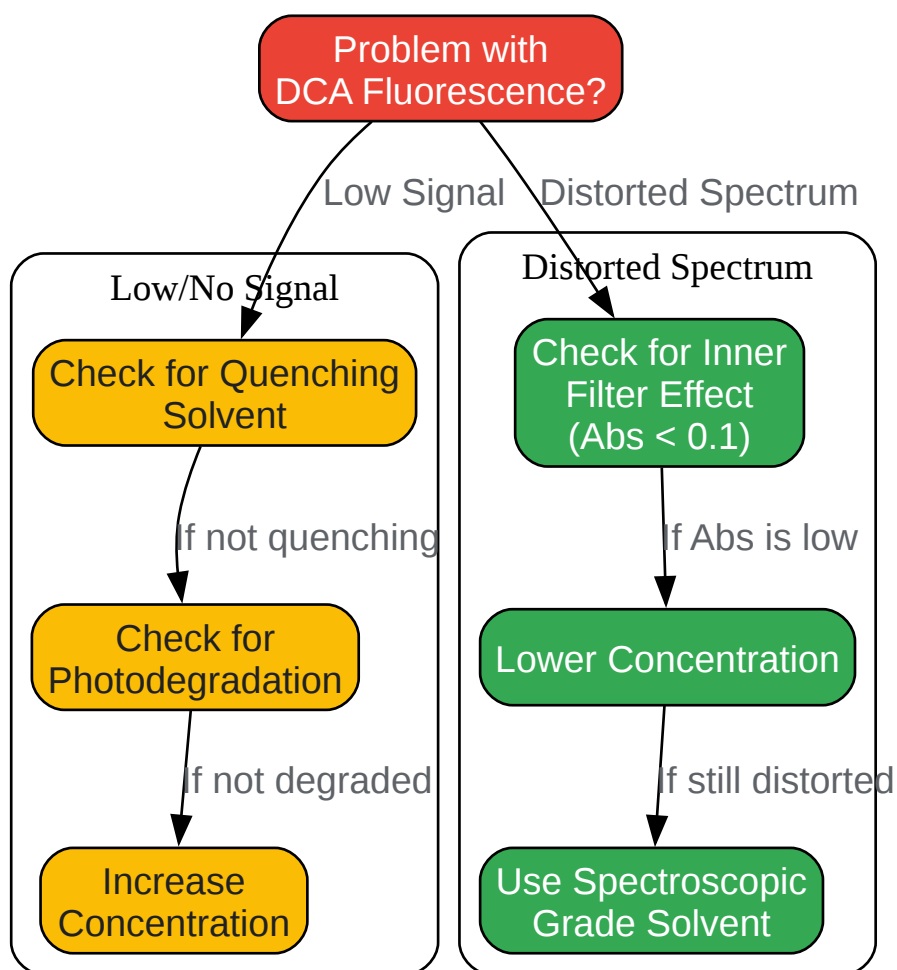 Problem with
DCA Fluorescence?
Low Signal
Distorted Spectrum
Low/No Signal
Check for Quenching
Solvent
If not quenching
Check for
Photodegradation
If not degraded
Increase
Concentration
Distorted Spectrum
Check for Inner
Filter Effect
(Abs < 0.1)
If Abs is low
Lower Concentration
If still distorted
Use Spectroscopic
Grade Solvent